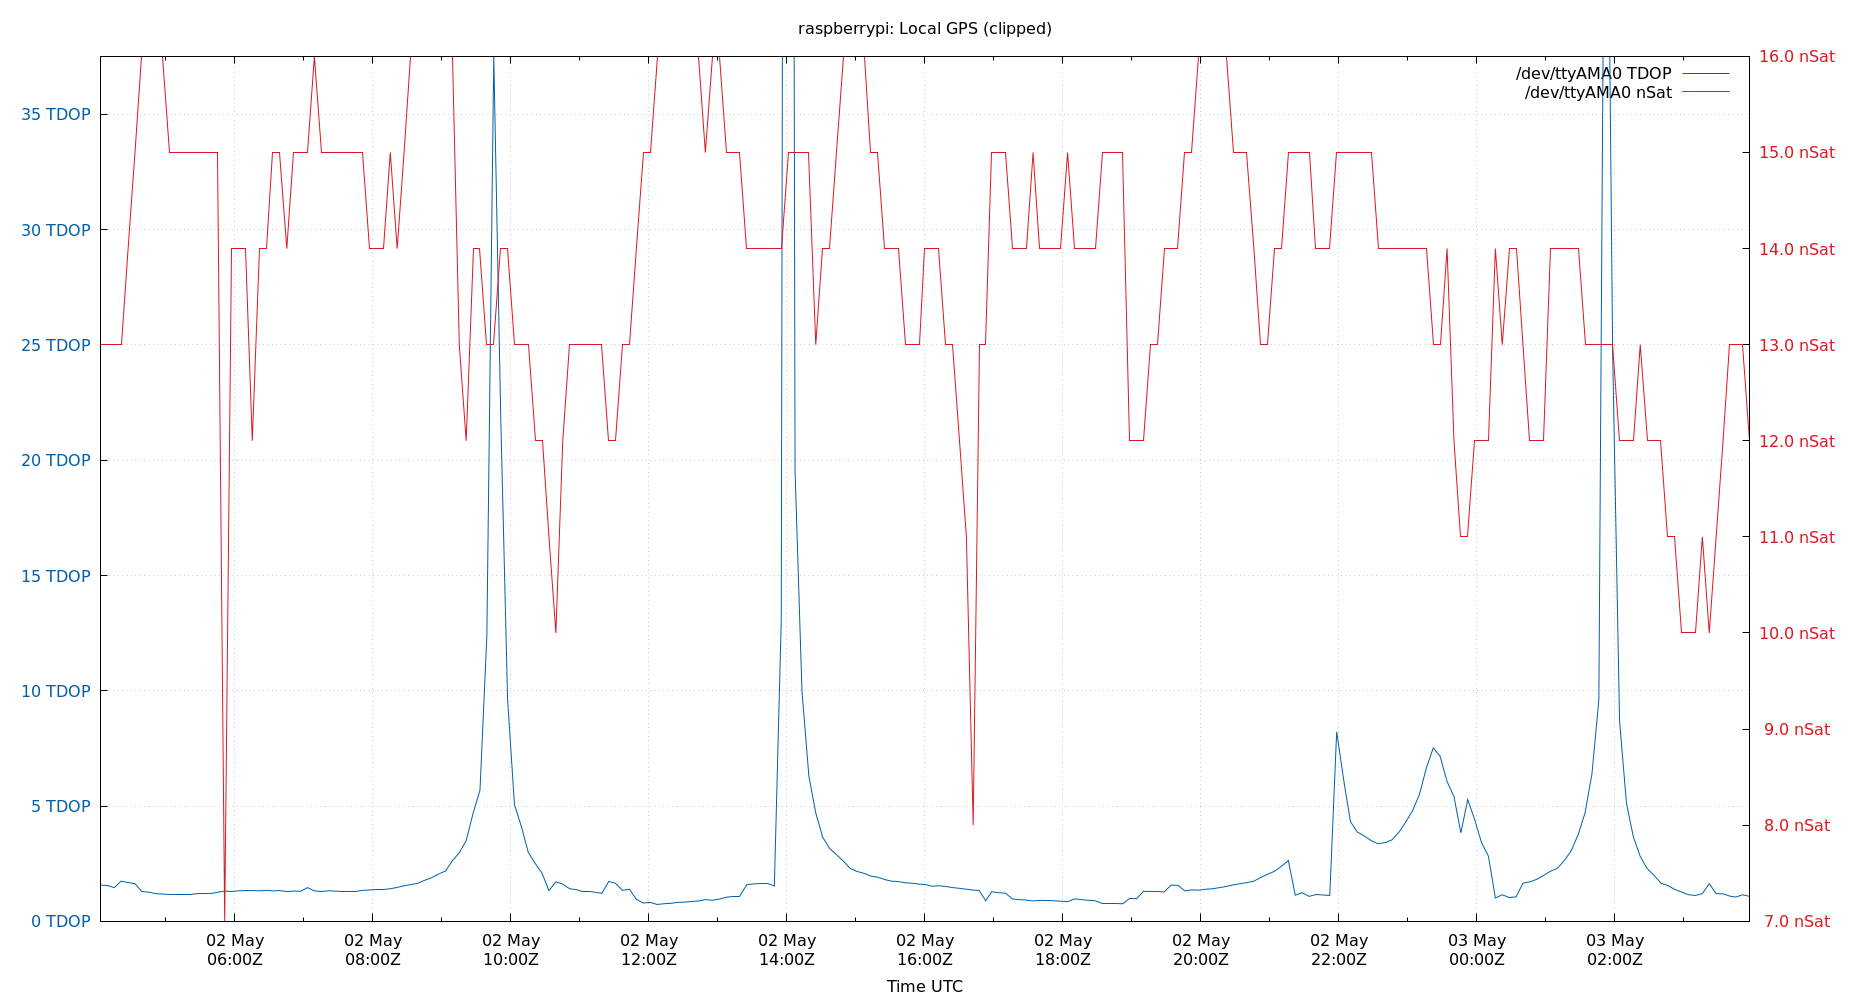 raspberrypi: Local GPS (clipped)
/dev/ttyAMA0 TDOP
/dev/ttyAMA0 nSat
35 TDOP
30 TDOP
25 TDOP
20 TDOP
15 TDOP
10 TDOP
5 TDOP
0 TDOP
16.0 nSat
15.0 nSat
14.0 nSat
13.0 nSat
12.0 nSat
11.0 nSat
10.0 nSat
9.0 nSat
8.0 nSat
7.0 nSat
02 May
06:00Z
02 May
08:00Z
02 May
10:00Z
02 May
12:00Z
02 May
14:00Z
02 May
16:00Z
02 May
18:00Z
02 May
20:00Z
02 May
22:00Z
03 May
00:00Z
03 May
02:00Z
Time UTC